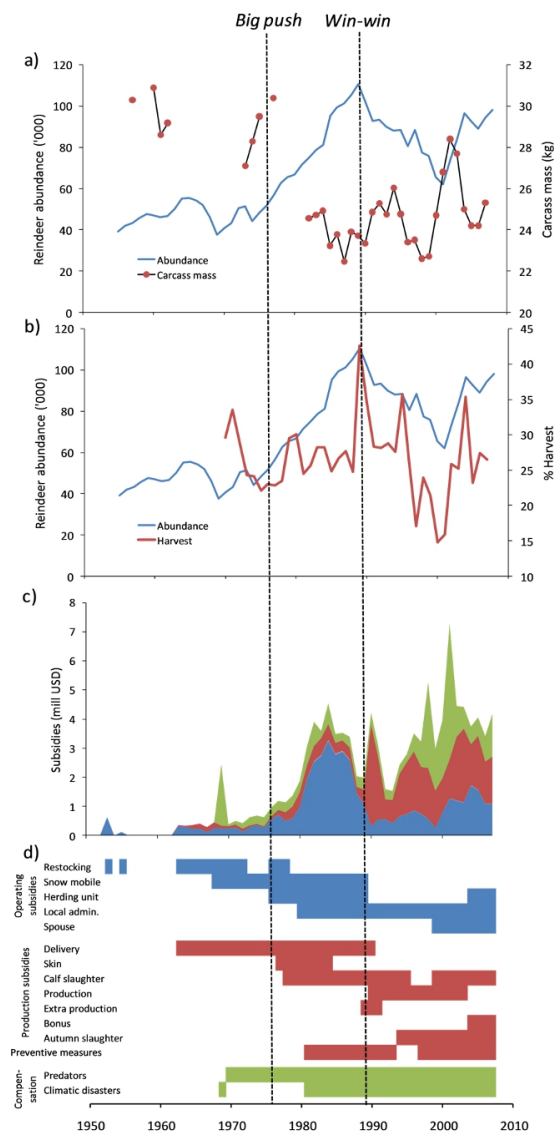 Big push Win-win
a)
120 32
100 30
80 28
60 26
40 24
20 22
0 20
Reindeer abundance ('000)
Carcass mass (kg)
Abundance
Carcass mass
b)
120 45
100 40
80 35
60 30
40 25
20 20
0 15
10
Reindeer abundance ('000)
% Harvest
Abundance
Harvest
c)
8
7
6
5
4
3
2
1
0
Subsidies (mill USD)
d)
Operating
subsidies
Restocking
Snow mobile
Herding unit
Local admin.
Spouse
Production subsidies
Delivery
Skin
Calf slaughter
Production
Extra production
Bonus
Autumn slaughter
Preventive measures
Compen-
sation
Predators
Climatic disasters
1950 1960 1970 1980 1990 2000 2010